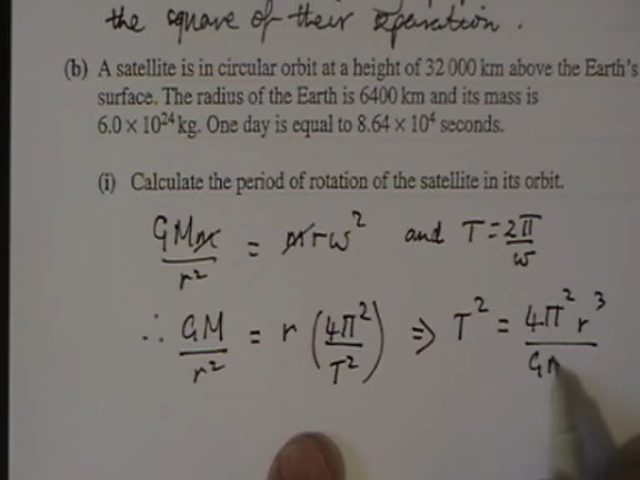 the square of their separation.
(b) A satellite is in circular orbit at a height of 32 000 km above the Earth's
surface. The radius of the Earth is 6400 km and its mass is
6.0 × 10²⁴ kg. One day is equal to 8.64 × 10⁴ seconds.
(i) Calculate the period of rotation of the satellite in its orbit.
GMm/r² = mrω² and T = 2π/ω
∴ GM/r² = r (4π²/T²) ⇒ T² = 4π²r³/GM